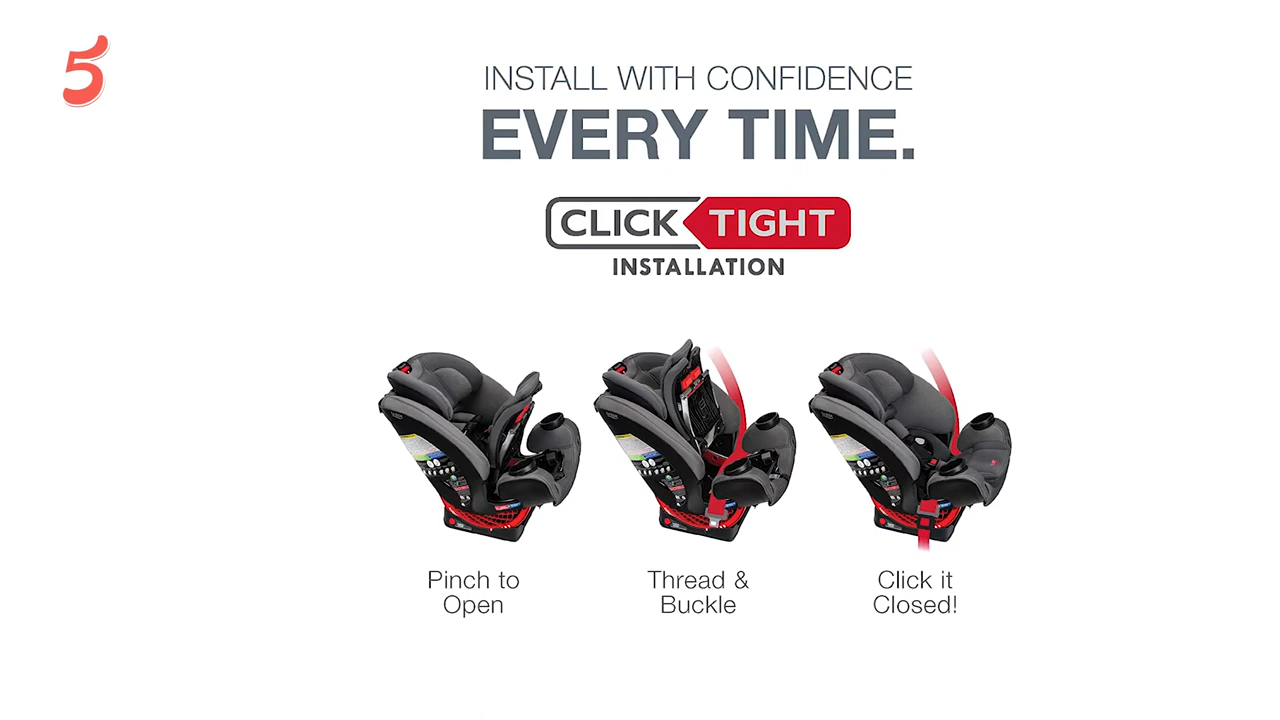 5
INSTALL WITH CONFIDENCE
EVERY TIME.
CLICK TIGHT
INSTALLATION
Pinch to
Open
Thread &
Buckle
Click it
Closed!